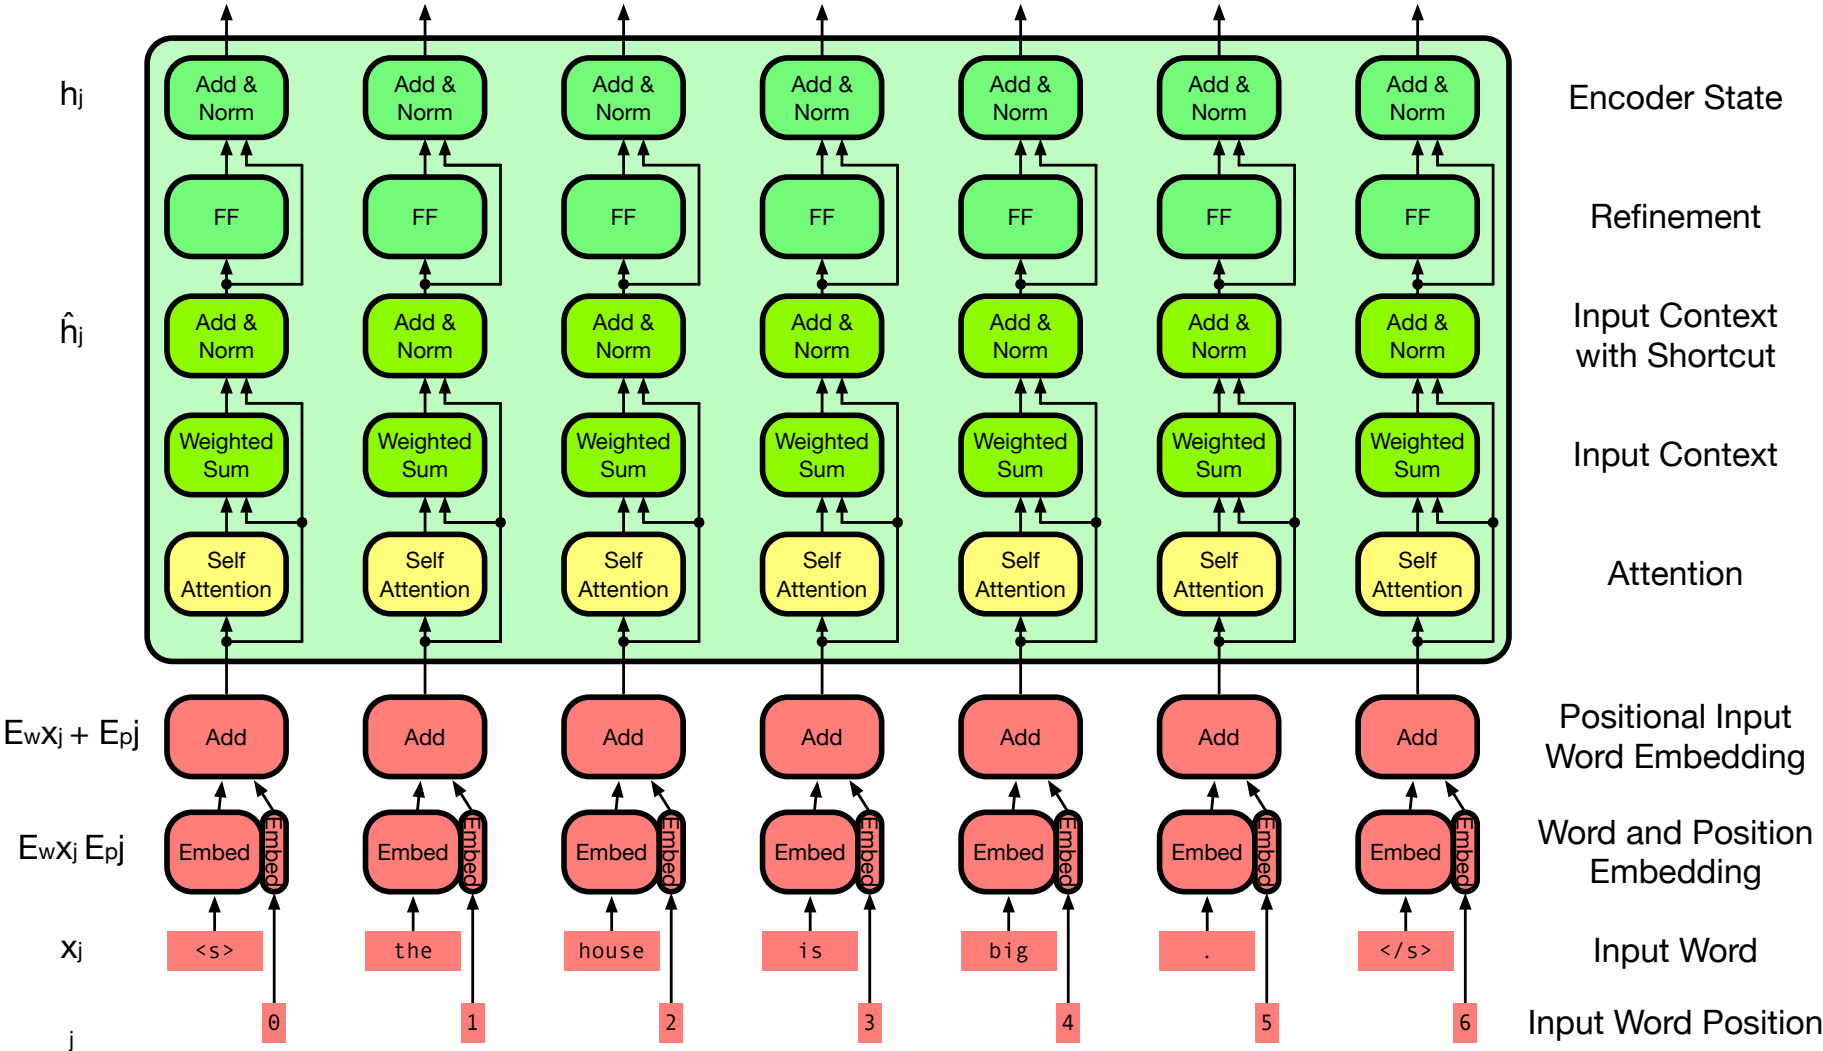 hj Add & Norm Add & Norm Add & Norm Add & Norm Add & Norm Add & Norm Add & Norm Encoder State
FF FF FF FF FF FF FF Refinement
ĥj Add & Norm Add & Norm Add & Norm Add & Norm Add & Norm Add & Norm Add & Norm Input Context
with Shortcut
Weighted Sum Weighted Sum Weighted Sum Weighted Sum Weighted Sum Weighted Sum Weighted Sum Input Context
Self Attention Self Attention Self Attention Self Attention Self Attention Self Attention Self Attention Attention
Ewxj + Epj Add Add Add Add Add Add Add Positional Input
Word Embedding
Ewxj Epj Embed Embed Embed Embed Embed Embed Embed Embed Embed Embed Embed Embed Embed Embed Word and Position
Embedding
xj <s> the house is big . </s> Input Word
j 0 1 2 3 4 5 6 Input Word Position